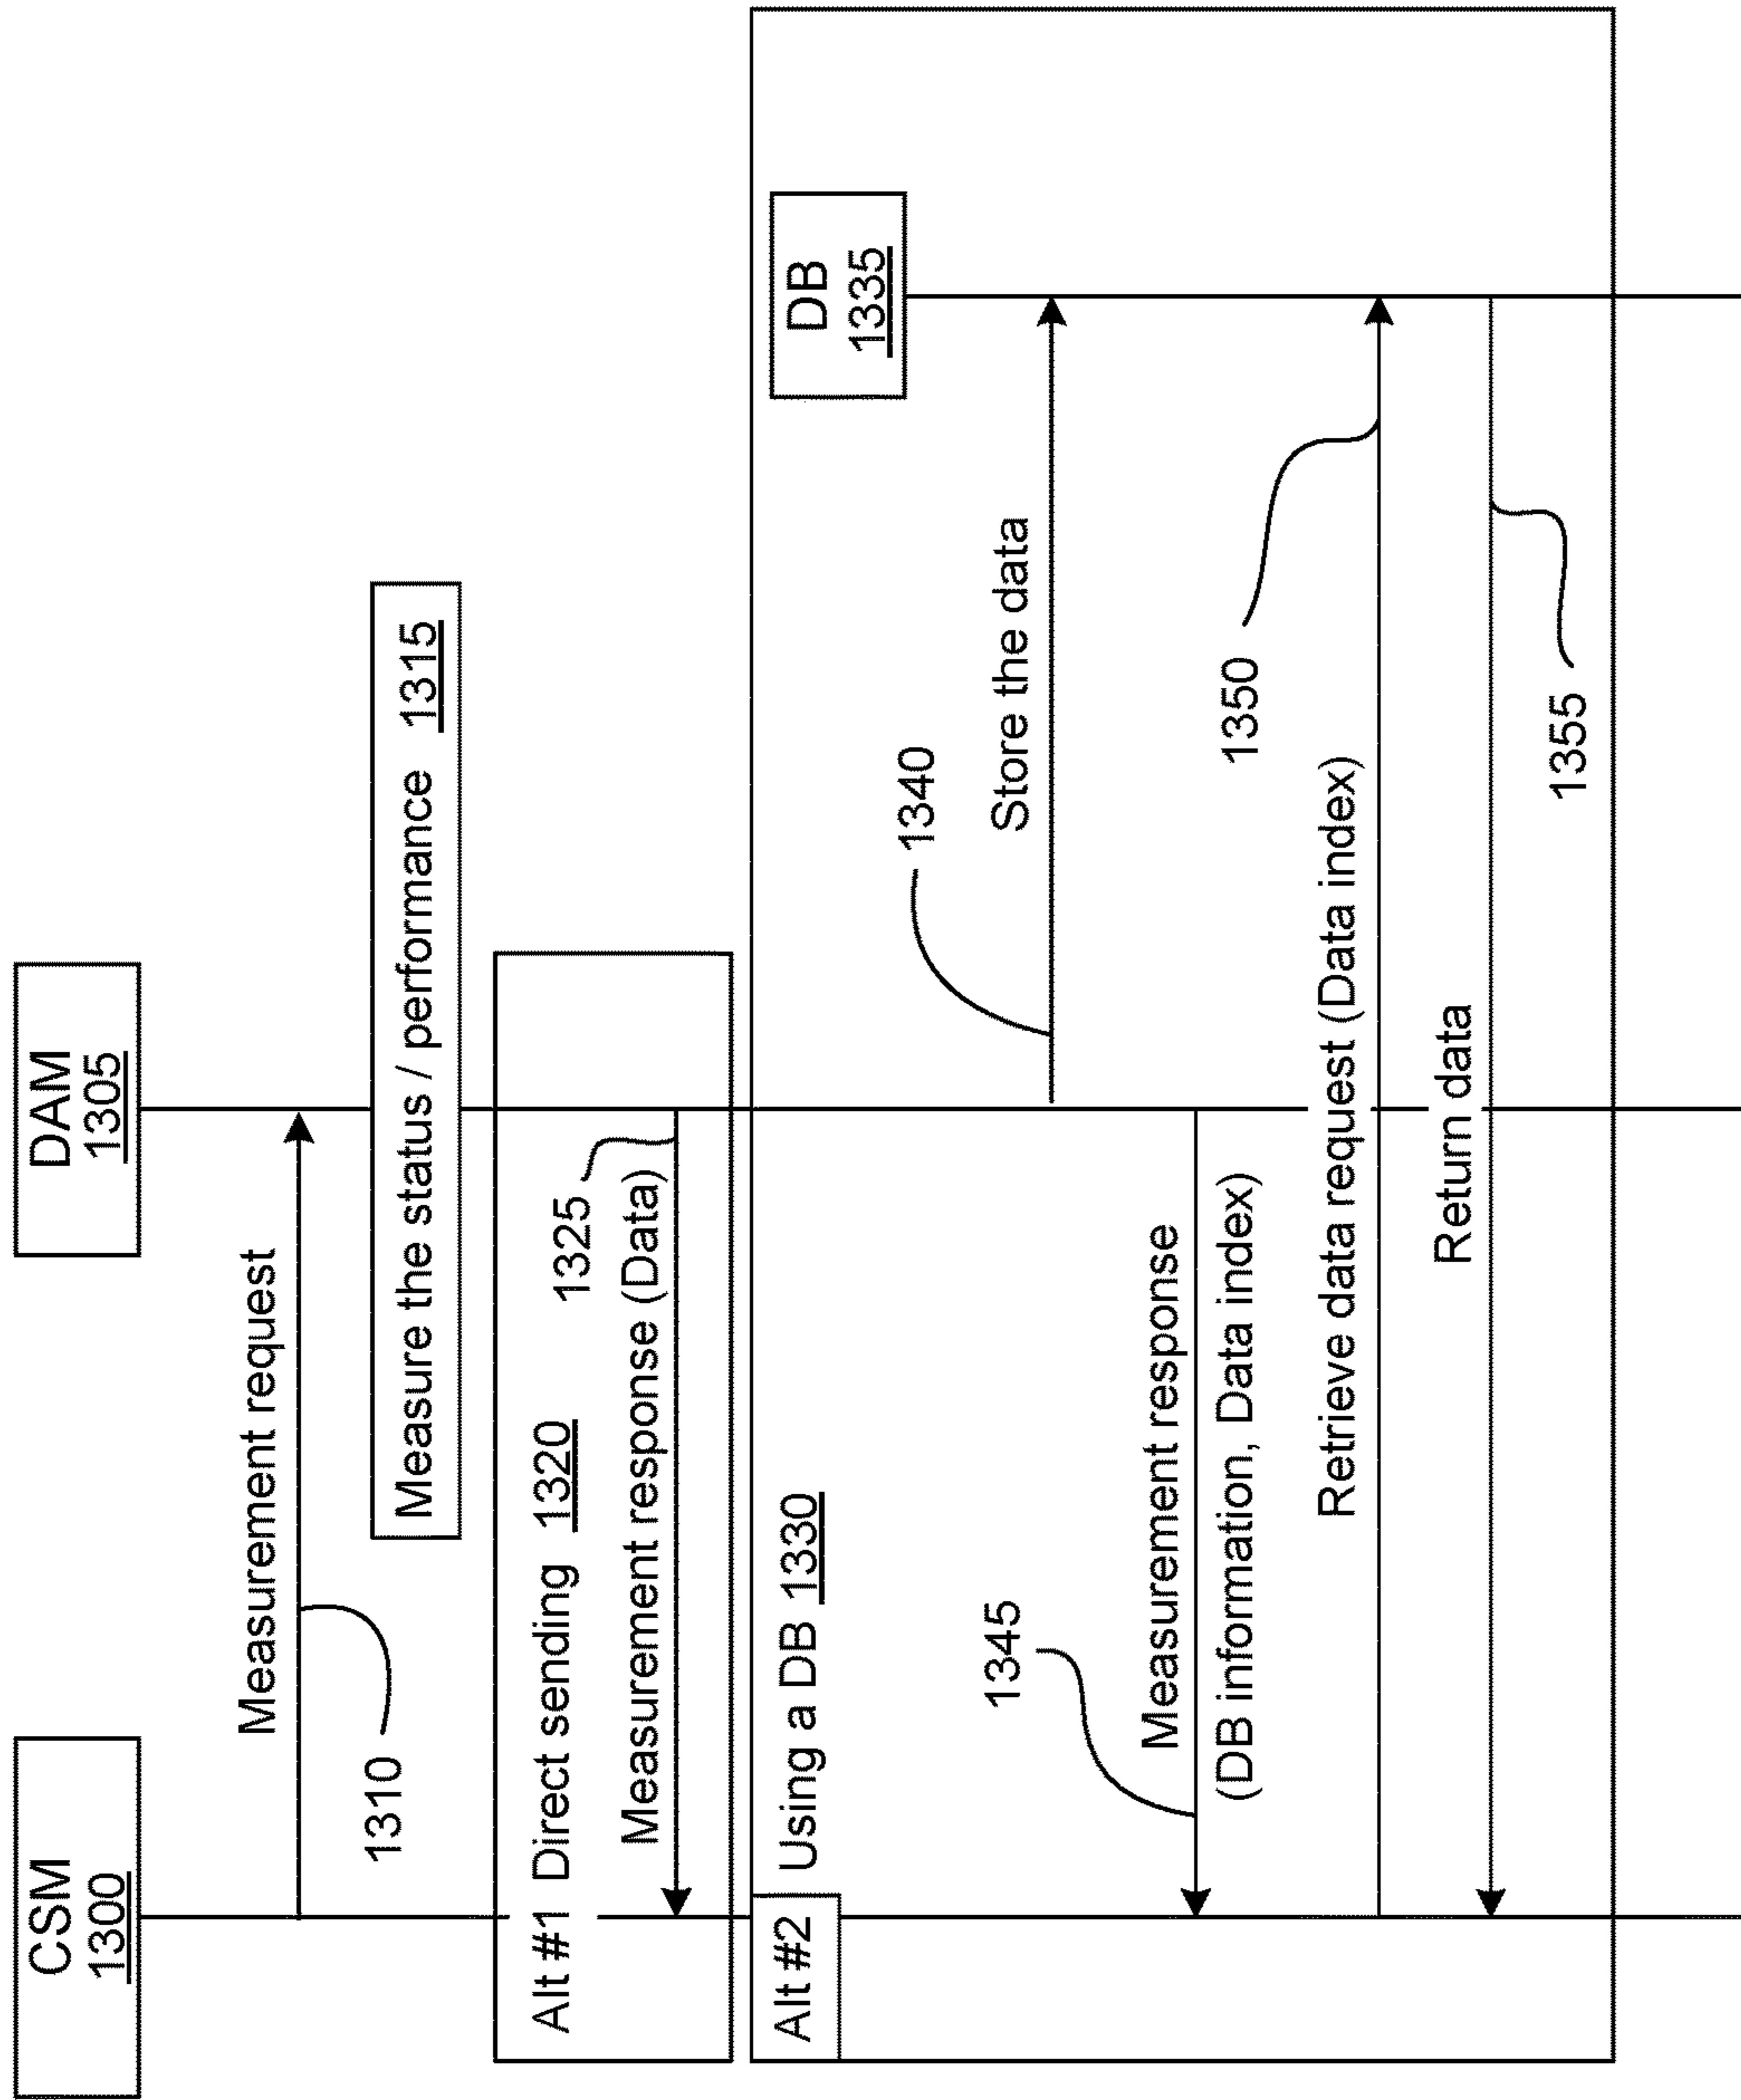 CSM
1300
DAM
1305
Measurement request
1310
Measure the status / performance 1315
Alt #1 Direct sending 1320
1325
Measurement response (Data)
Alt #2 Using a DB 1330
DB
1335
1340
Store the data
1345
Measurement response
(DB information, Data index)
1350
Retrieve data request (Data index)
Return data
1355